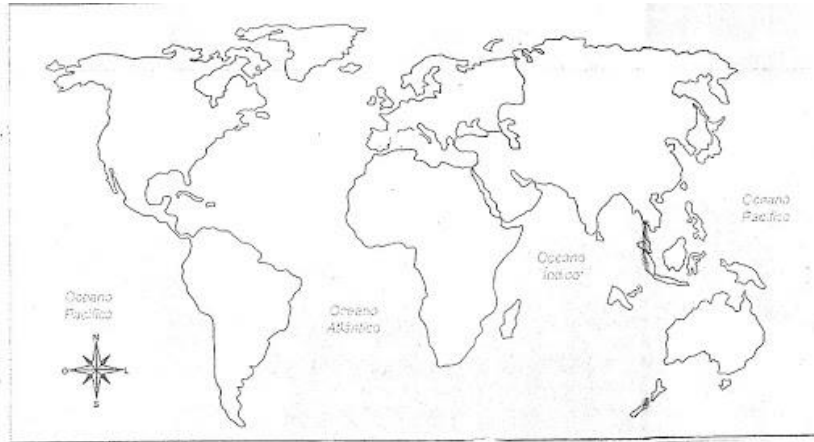 Oceano
Pacífico
Oceano
Índico
Oceano
Pacífico
Oceano
Atlântico
N
O
L
S